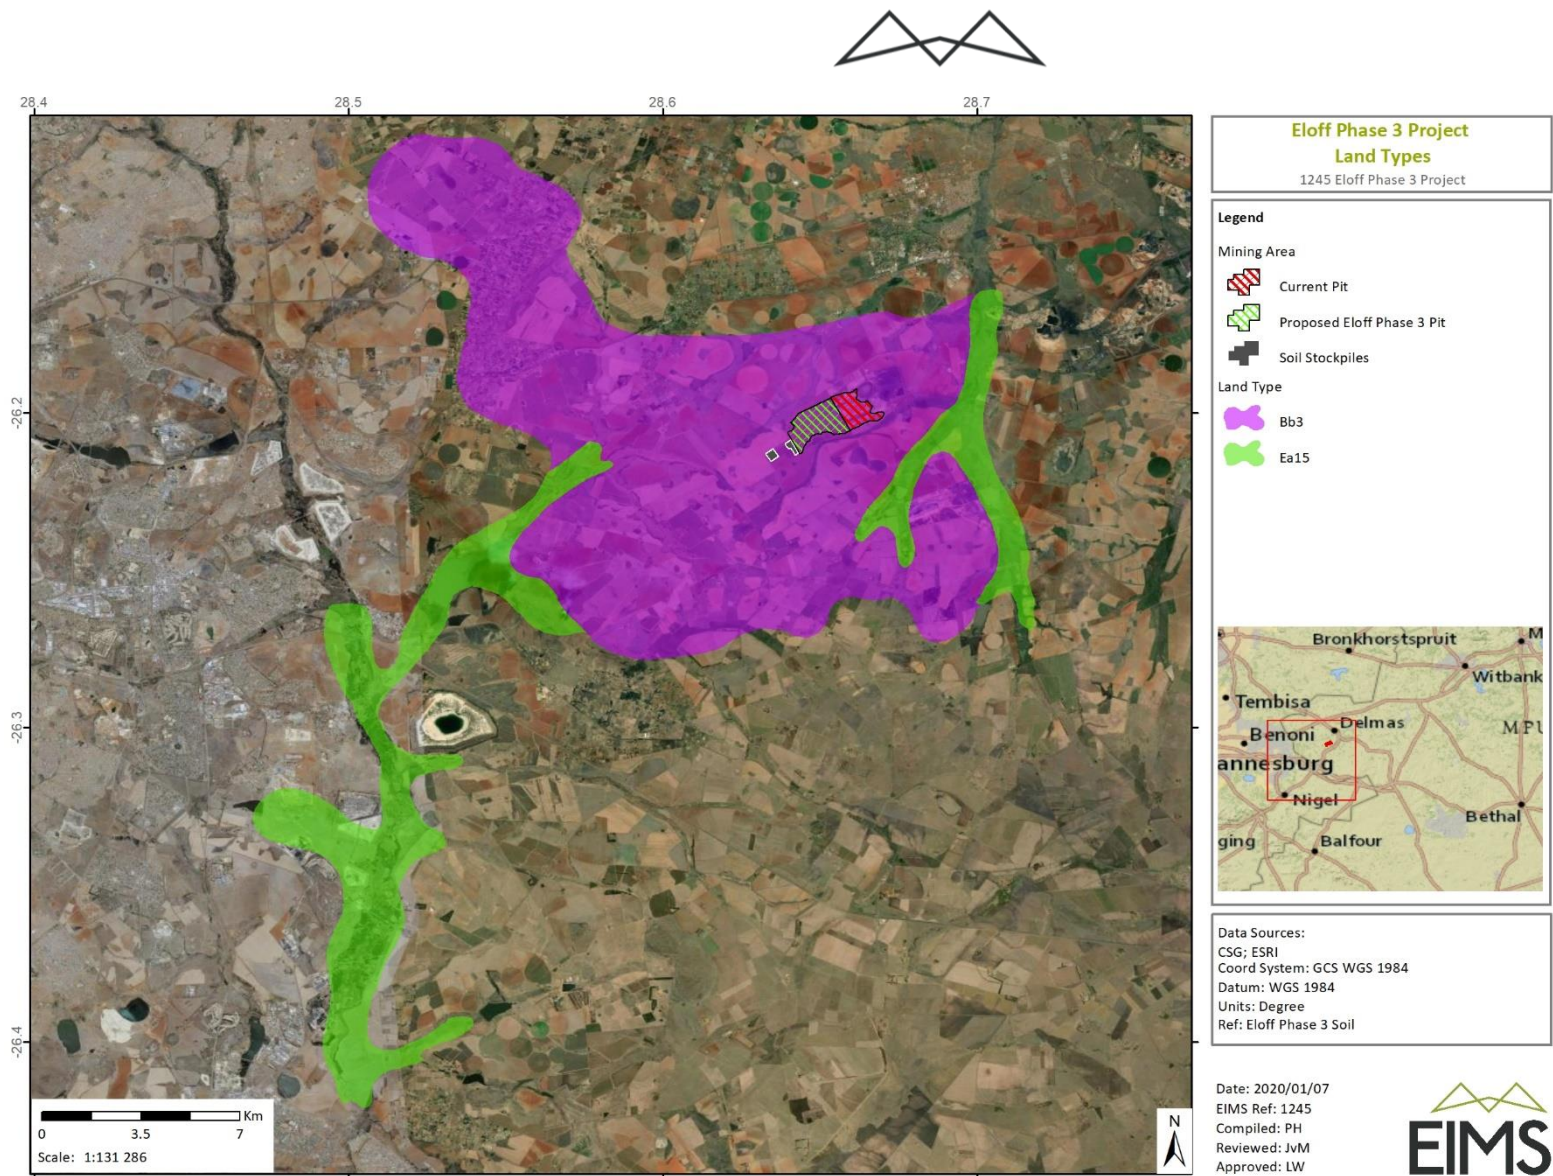 28.4
28.5
28.6
28.7
-26.2
-26.3
-26.4
Eloff Phase 3 Project
Land Types
1245 Eloff Phase 3 Project
Legend
Mining Area
Current Pit
Proposed Eloff Phase 3 Pit
Soil Stockpiles
Land Type
Bb3
Ea15
Bronkhorstspruit
M
Witbank
Tembisa
Delmas
MPU
Benoni
annesburg
Nigel
Bethal
ging
Balfour
Data Sources:
CSG; ESRI
Coord System: GCS WGS 1984
Datum: WGS 1984
Units: Degree
Ref: Eloff Phase 3 Soil
Km
0 3.5 7
Scale: 1:131 286
N
Date: 2020/01/07
EIMS Ref: 1245
Compiled: PH
Reviewed: JvM
Approved: LW
EIMS